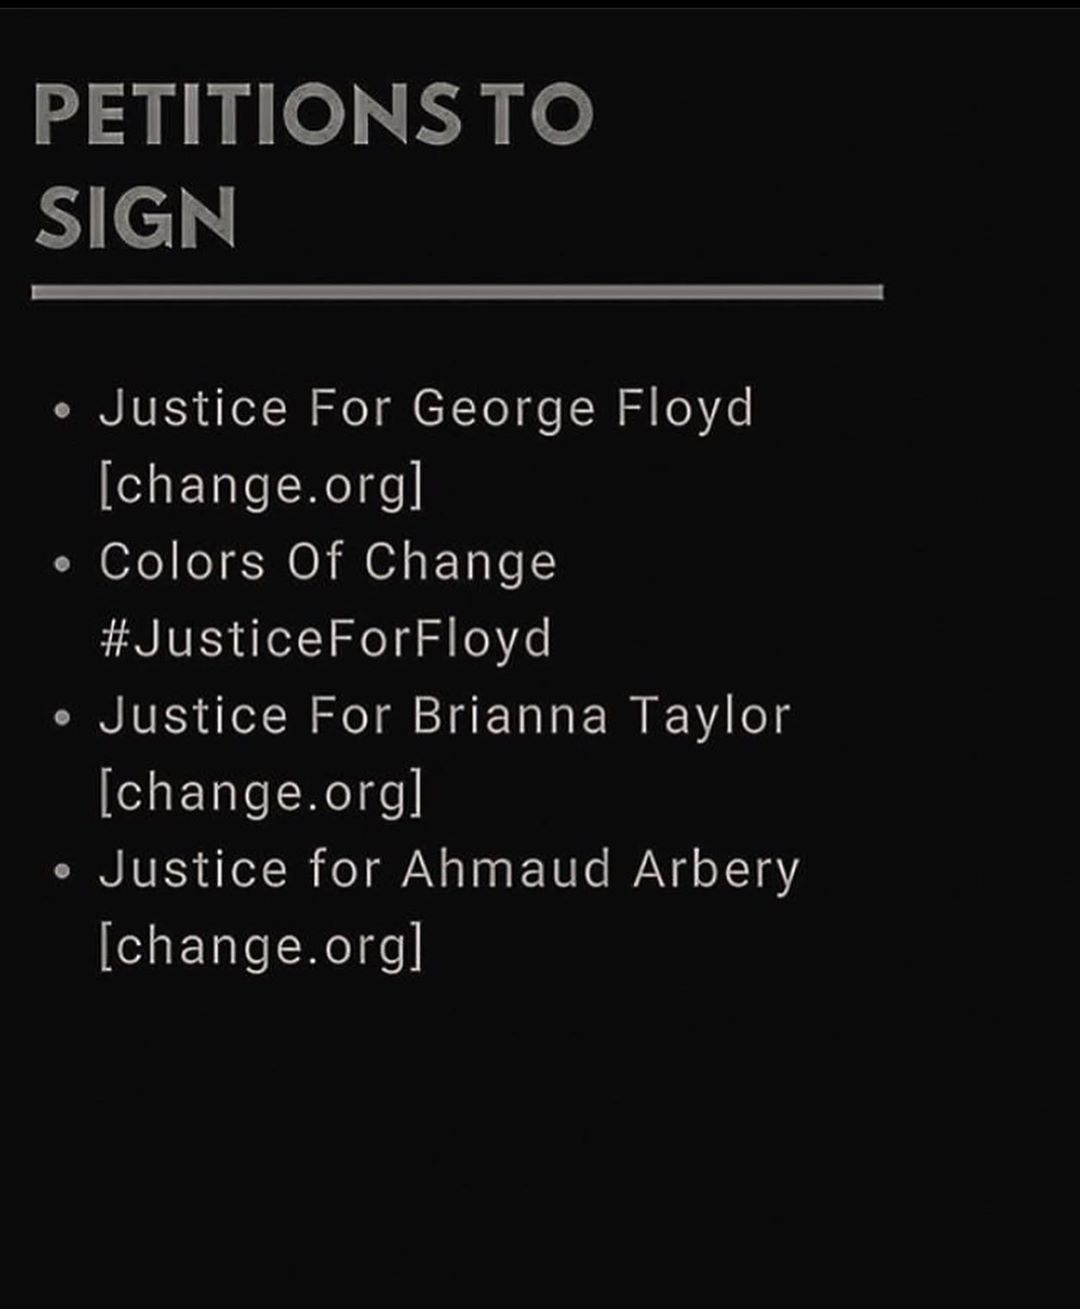 PETITIONS TO
SIGN
• Justice For George Floyd
[change.org]
• Colors Of Change
#JusticeForFloyd
• Justice For Brianna Taylor
[change.org]
• Justice for Ahmaud Arbery
[change.org]